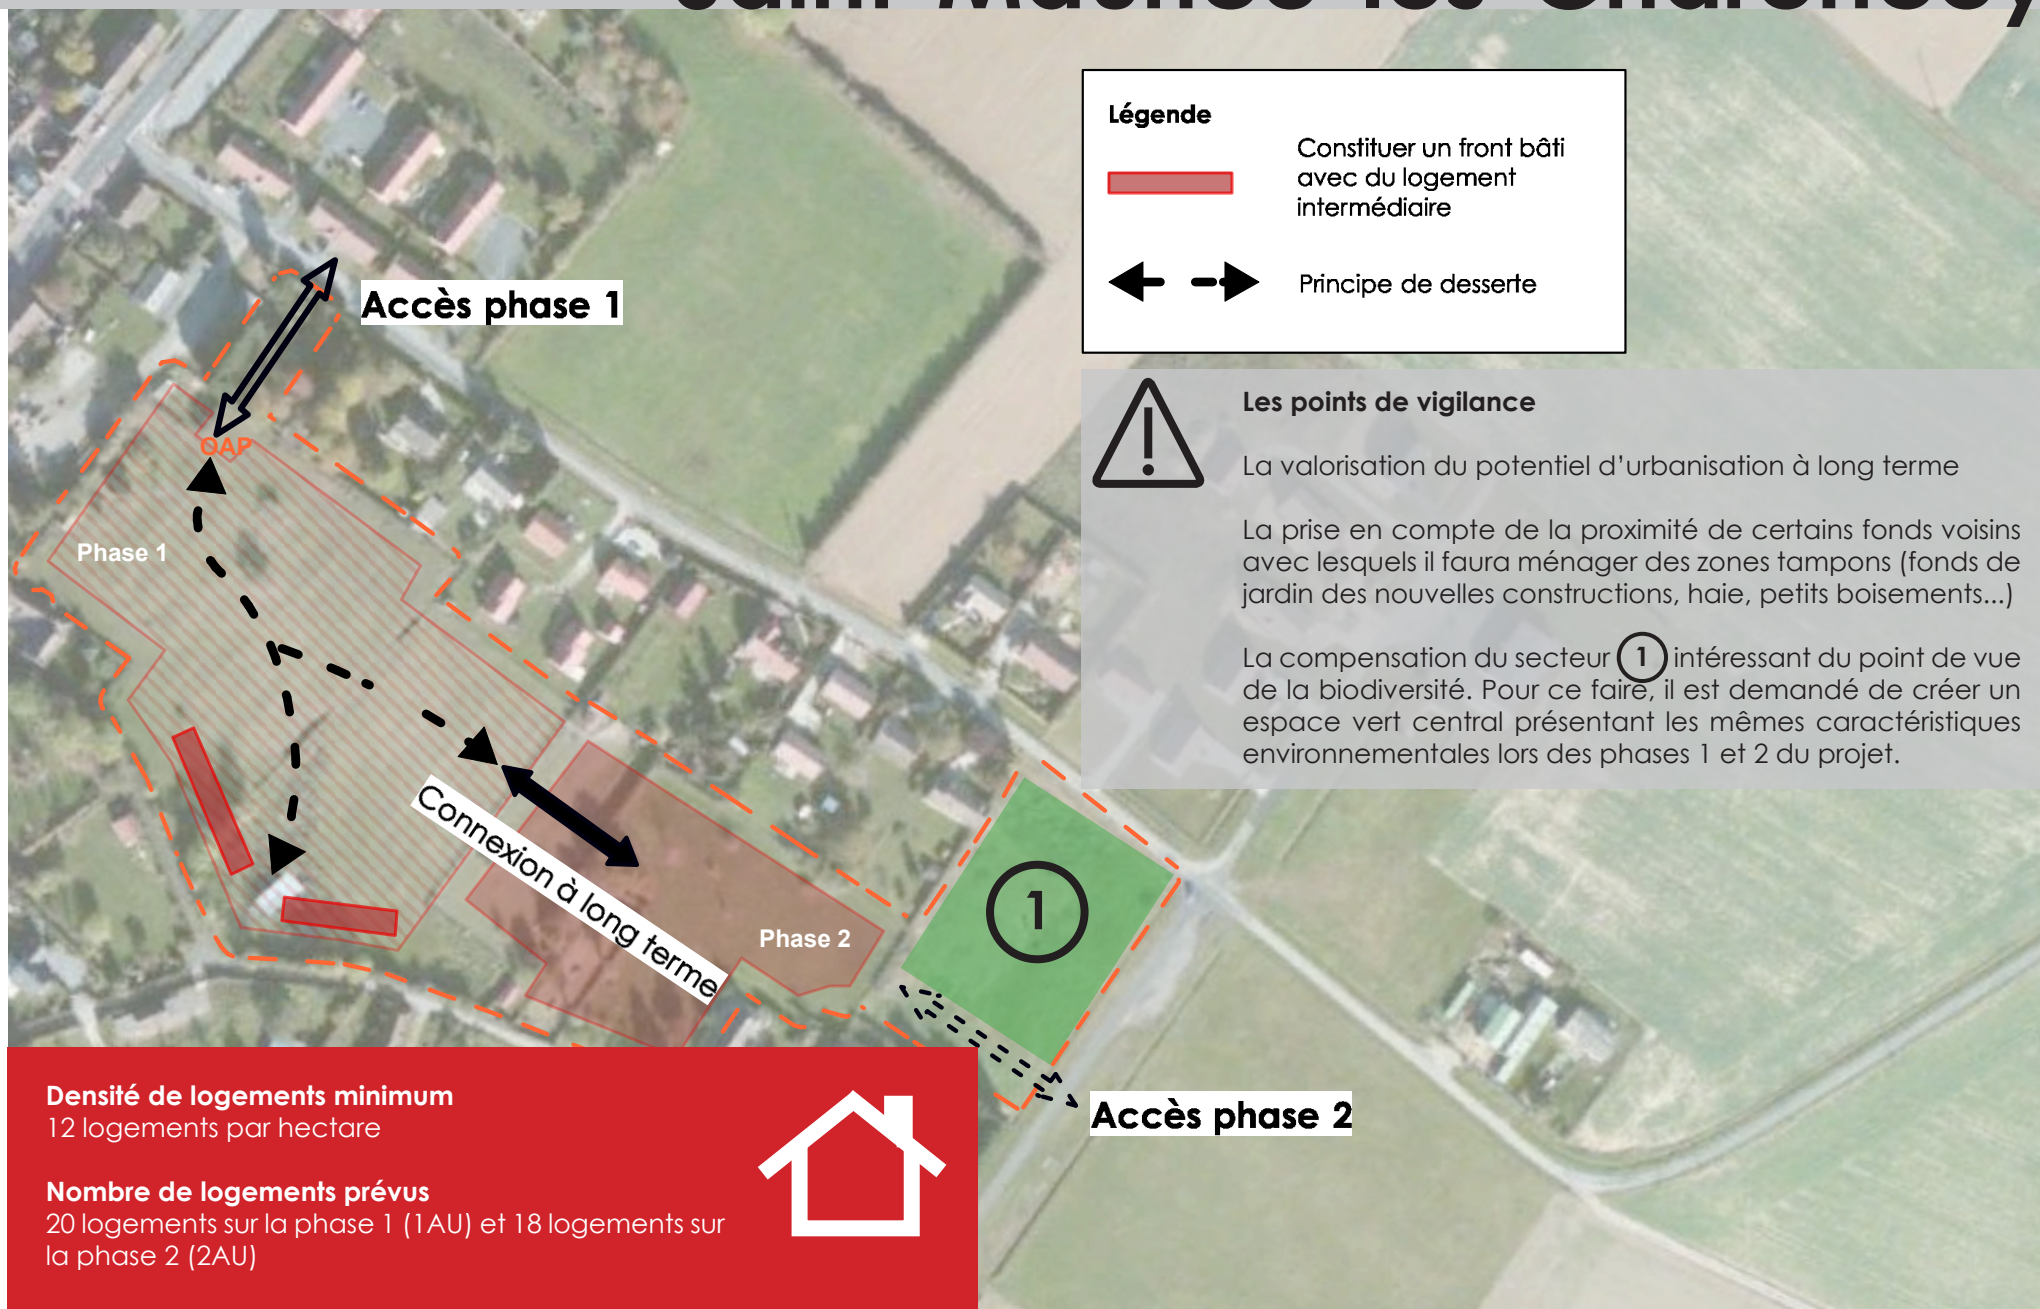 Saint-Maurice-lès-Charencey
Légende
Constituer un front bâti
avec du logement
intermédiaire
Principe de desserte
Accès phase 1
OAP
Phase 1
Les points de vigilance
La valorisation du potentiel d'urbanisation à long terme
La prise en compte de la proximité de certains fonds voisins
avec lesquels il faura ménager des zones tampons (fonds de
jardin des nouvelles constructions, haie, petits boisements...)
La compensation du secteur 1 intéressant du point de vue
de la biodiversité. Pour ce faire, il est demandé de créer un
espace vert central présentant les mêmes caractéristiques
environnementales lors des phases 1 et 2 du projet.
Connexion à long terme
Phase 2
1
Accès phase 2
Densité de logements minimum
12 logements par hectare
Nombre de logements prévus
20 logements sur la phase 1 (1AU) et 18 logements sur
la phase 2 (2AU)